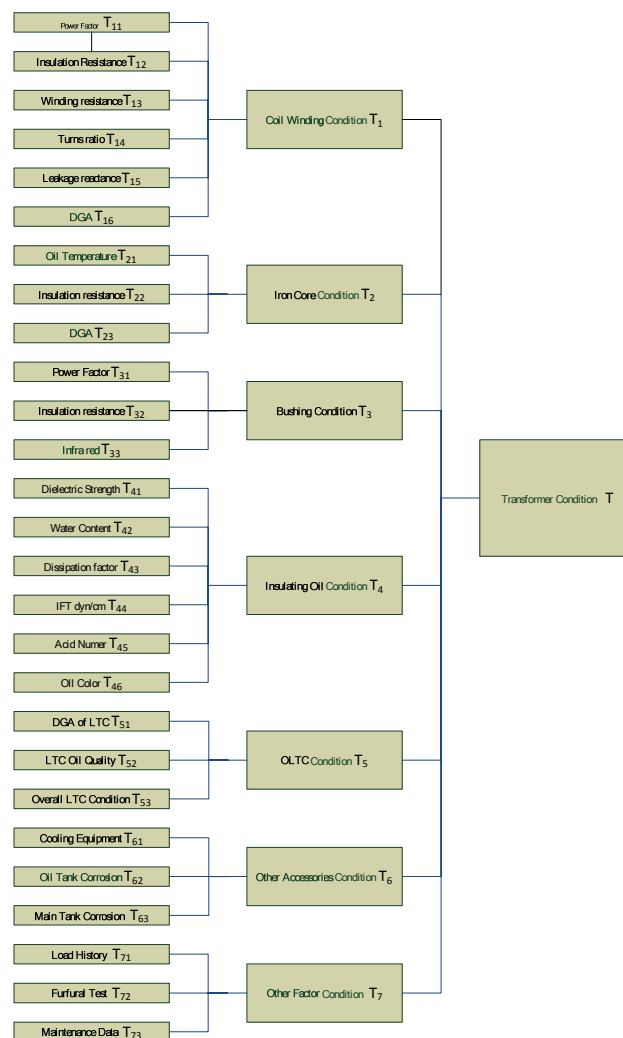 Power Factor T11
Insulation Resistance T12
Winding resistance T13
Turns ratio T14
Leakage readance T15
DGA T16
Coil Winding Condition T1
Oil Temperature T21
Insulation resistance T22
DGA T23
Iron Core Condition T2
Power Factor T31
Insulation resistance T32
Infra red T33
Bushing Condition T3
Dielectric Strength T41
Water Content T42
Dissipation factor T43
IFT dyn/cm T44
Acid Numer T45
OIl Color T46
Insulating Oil Condition T4
DGA of LTC T51
LTC Oil Quality T52
Overall LTC Condition T53
OLTC Condition T5
Cooling Equipment T61
Oil Tank Corrosion T62
Main Tank Corrosion T63
Other Accessories Condition T6
Load History T71
Furfural Test T72
Maintenance Data T73
Other Factor Condition T7
Transformer Condition T